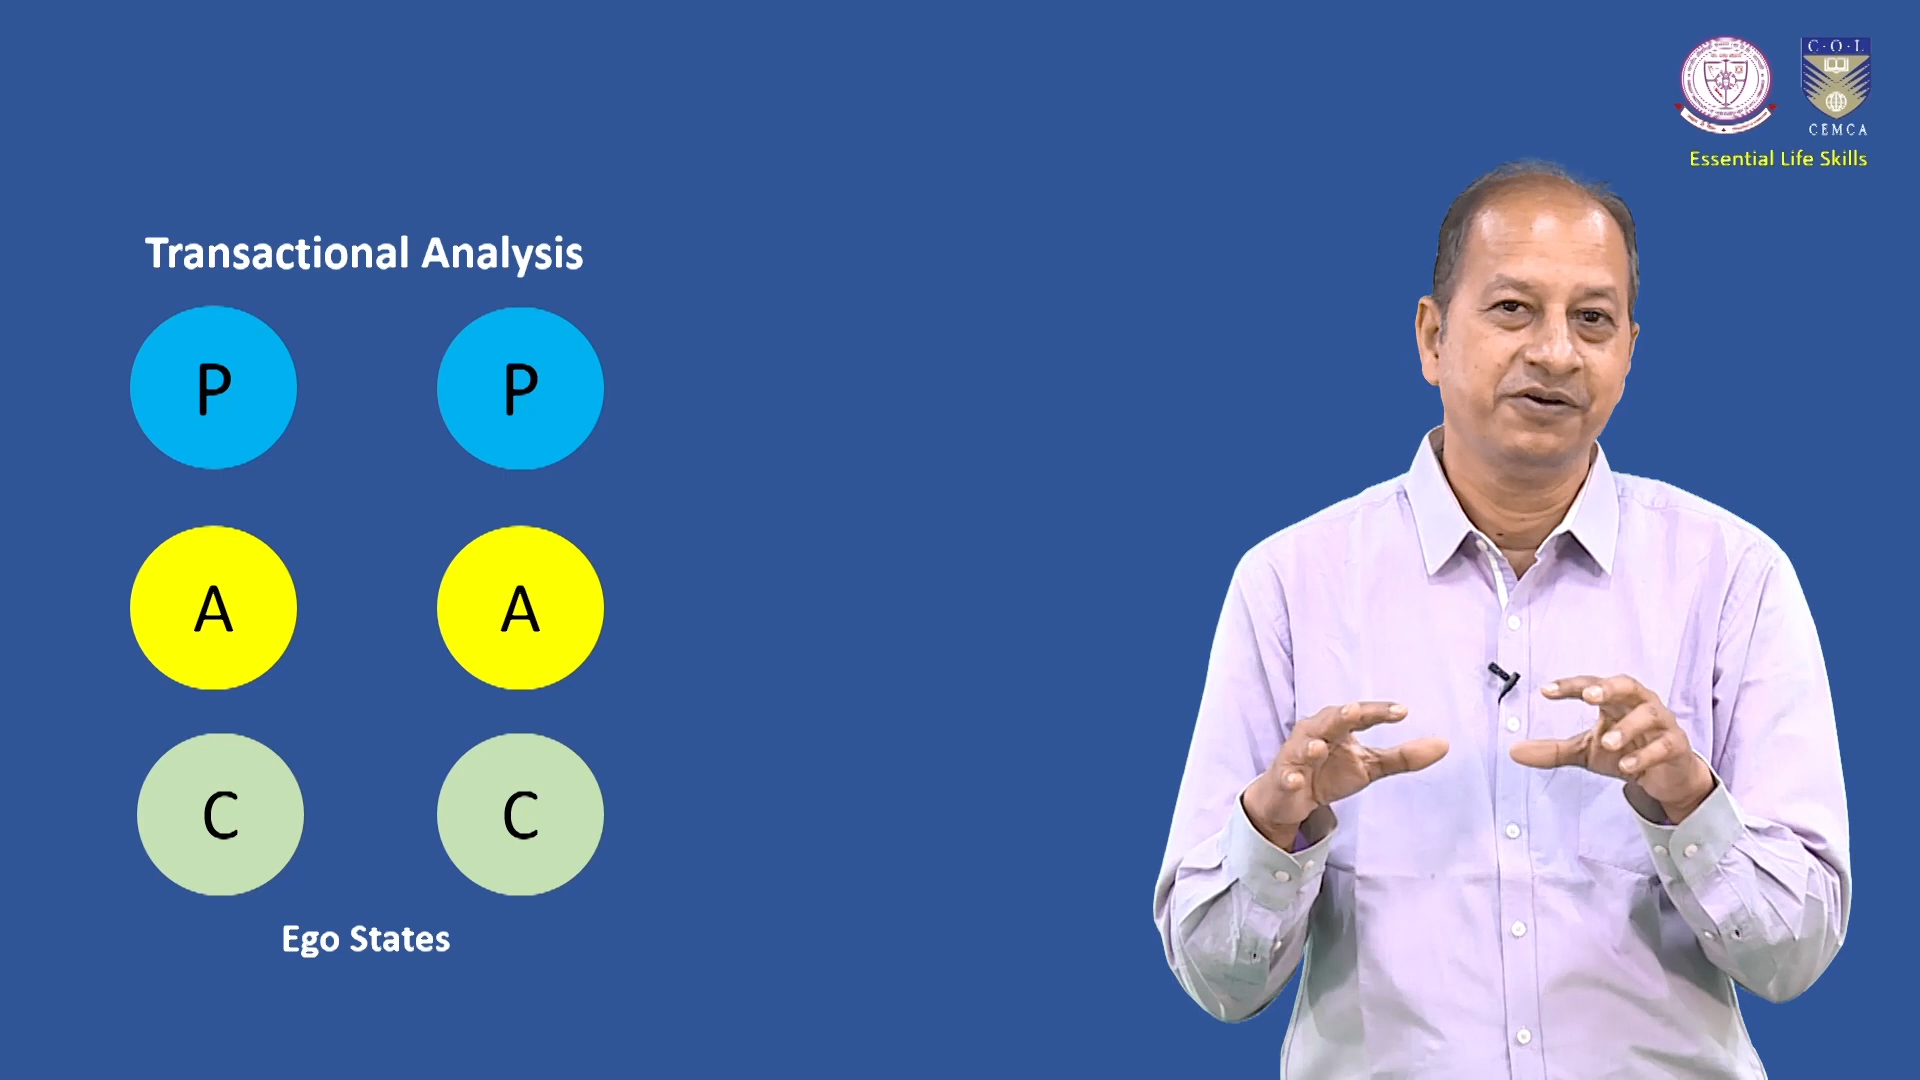 C·O·L
CEMCA
Essential Life Skills
Transactional Analysis
P P
A A
C C
Ego States